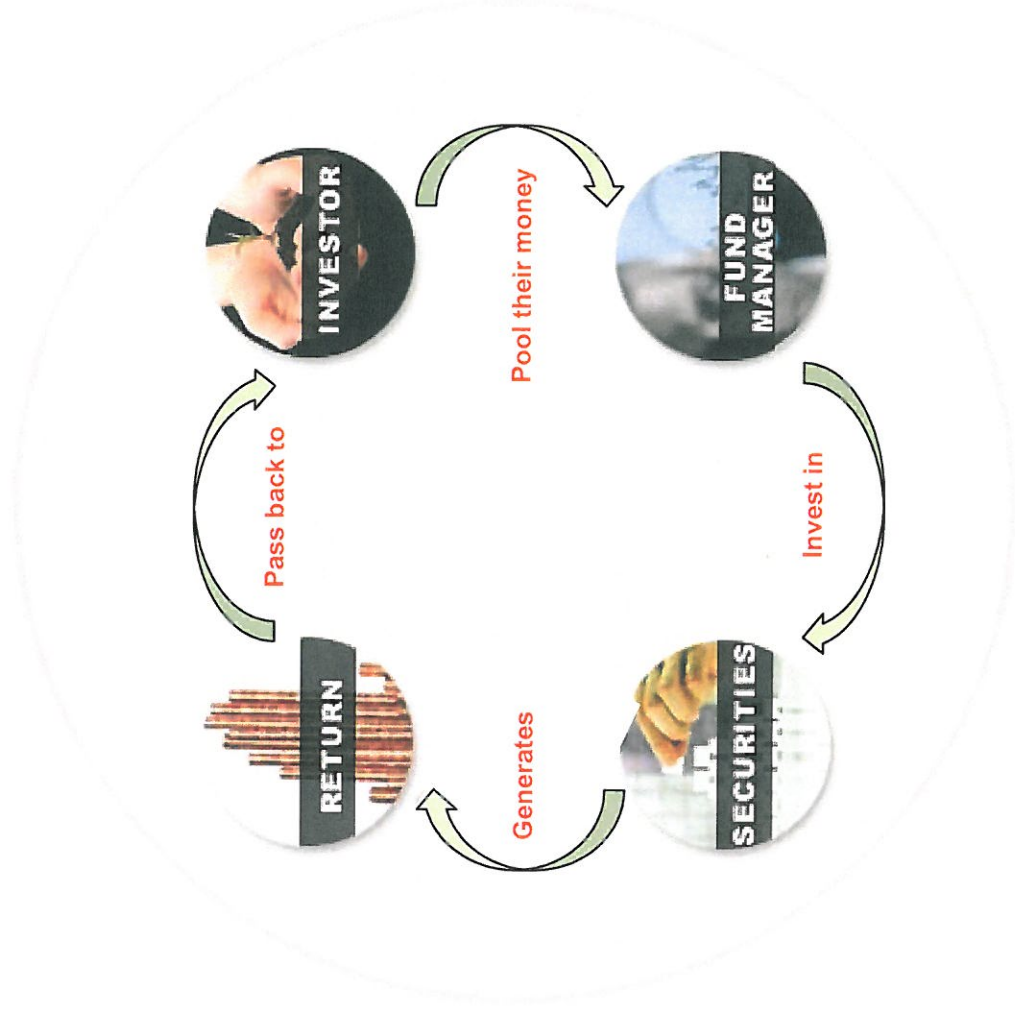 INVESTOR
Pool their money
FUND
MANAGER
Invest in
SECURITIES
Generates
RETURN
Pass back to